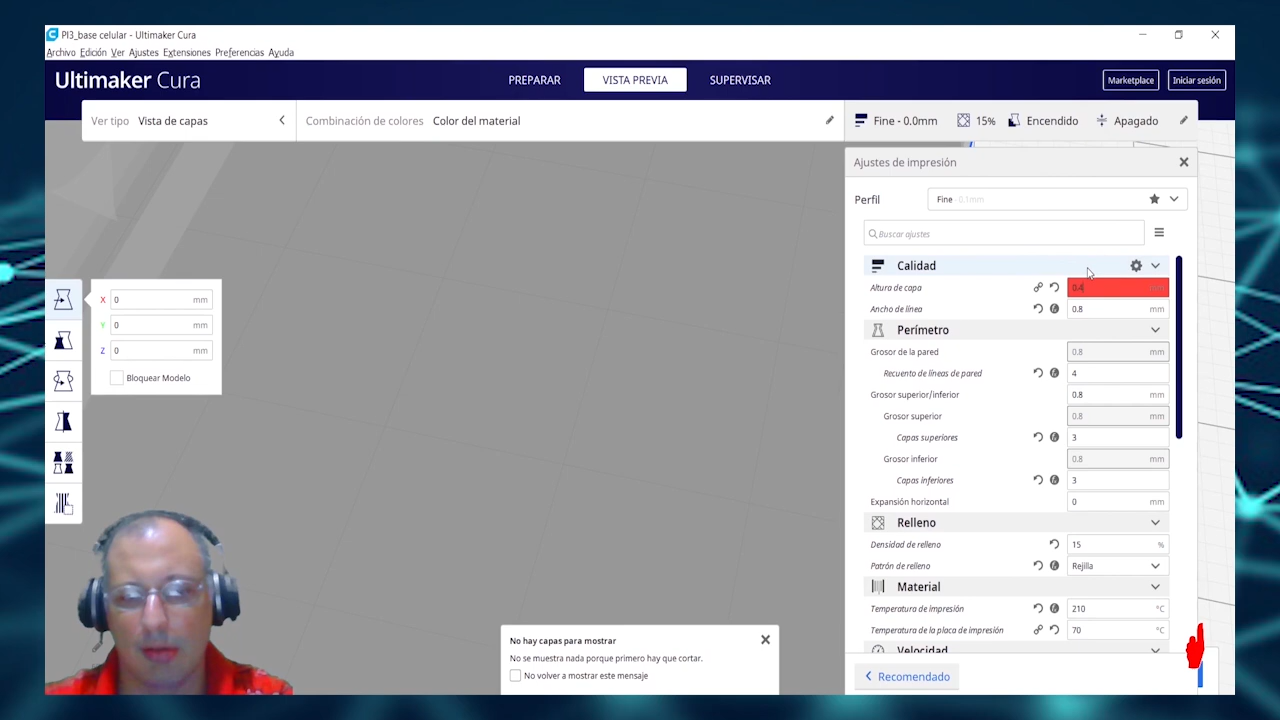 PI3_base celular - Ultimaker Cura
Archivo Edición Ver Ajustes Extensiones Preferencias Ayuda
Ultimaker Cura
PREPARAR
VISTA PREVIA
SUPERVISAR
Marketplace
Iniciar sesión
Ver tipo Vista de capas
Combinación de colores Color del material
Fine - 0.0mm
15%
Encendido
Apagado
Ajustes de impresión
Perfil
Fine - 0.1mm
Buscar ajustes
Calidad
Altura de capa 0.4 mm
Ancho de línea 0.8 mm
Perímetro
Grosor de la pared 0.8 mm
Recuento de líneas de pared 4
Grosor superior/inferior 0.8 mm
Grosor superior 0.8 mm
Capas superiores 3
Grosor inferior 0.8 mm
Capas inferiores 3
Expansión horizontal 0 mm
Relleno
Densidad de relleno 15 %
Patrón de relleno Rejilla
Material
Temperatura de impresión 210 °C
Temperatura de la placa de impresión 70 °C
Velocidad
Recomendado
X 0 mm
Y 0 mm
Z 0 mm
Bloquear Modelo
No hay capas para mostrar
No se muestra nada porque primero hay que cortar.
No volver a mostrar este mensaje